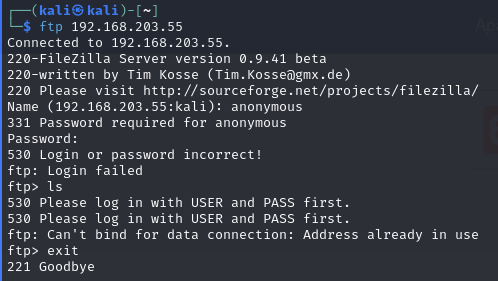 ┌──(kali㉿kali)-[~]
└─$ ftp 192.168.203.55
Connected to 192.168.203.55.
220-FileZilla Server version 0.9.41 beta
220-written by Tim Kosse (Tim.Kosse@gmx.de)
220 Please visit http://sourceforge.net/projects/filezilla/
Name (192.168.203.55:kali): anonymous
331 Password required for anonymous
Password:
530 Login or password incorrect!
ftp: Login failed
ftp> ls
530 Please log in with USER and PASS first.
530 Please log in with USER and PASS first.
ftp: Can't bind for data connection: Address already in use
ftp> exit
221 Goodbye